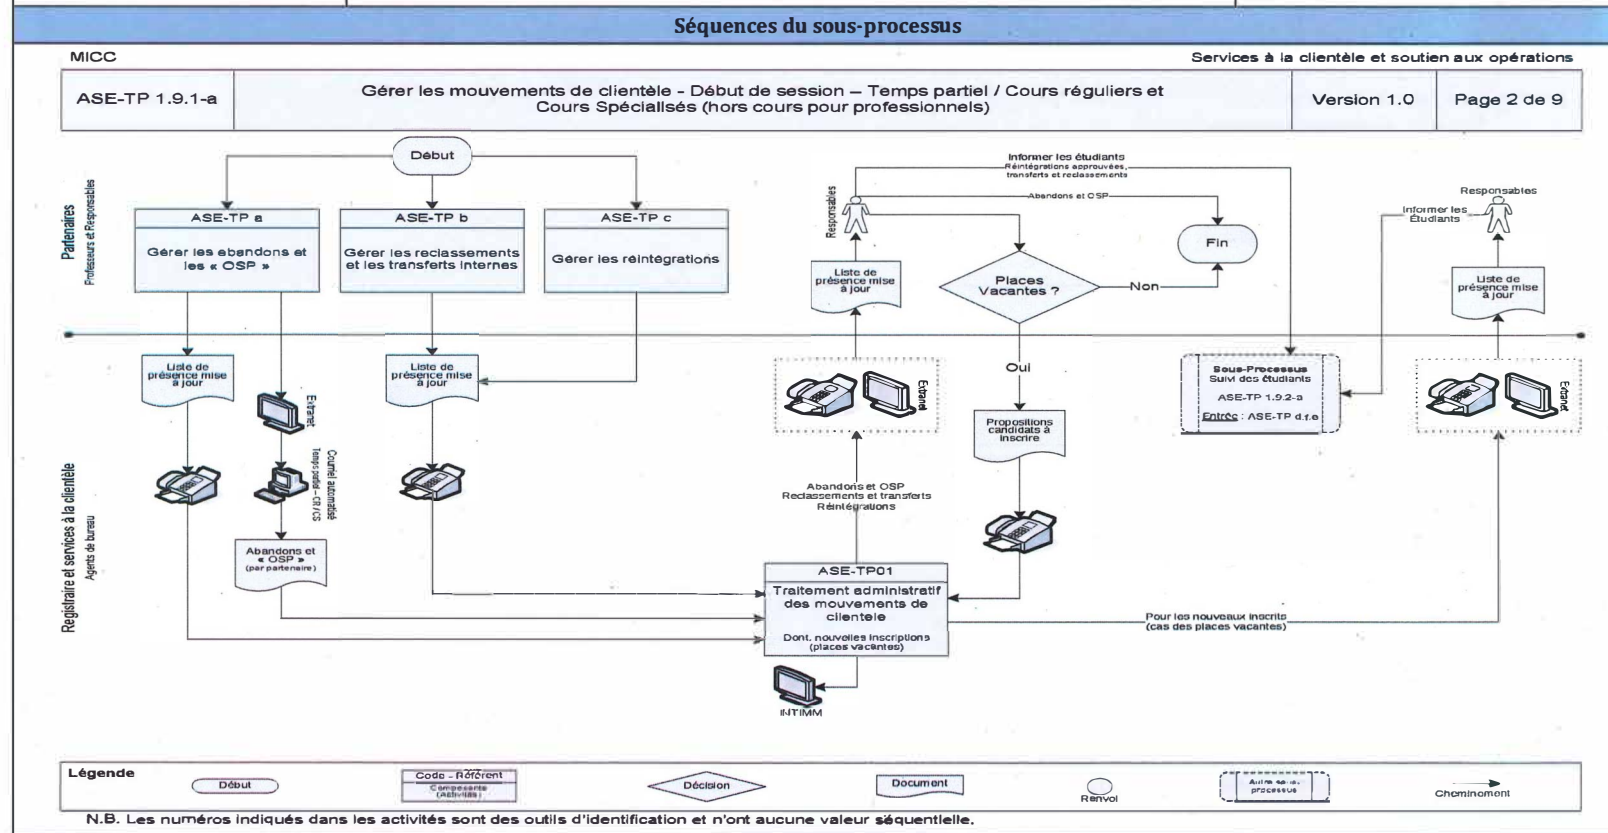 Séquences du sous-processus
MICC
Services à la clientèle et soutien aux opérations
ASE-TP 1.9.1-a
Gérer les mouvements de clientèle - Début de session – Temps partiel / Cours réguliers et
Cours Spécialisés (hors cours pour professionnels)
Version 1.0
Page 2 de 9
Partenaires
Professeurs et Responsables
Début
ASE-TP a
Gérer les abandons et
les « OSP »
ASE-TP b
Gérer les reclassements
et les transferts internes
ASE-TP c
Gérer les réintégrations
Responsables
Informer les étudiants
Réintégrations approuvées,
transferts et reclassements
Abandons et OSP
Fin
Liste de
présence mise
à jour
Places
Vacantes ?
Non
Responsables
Informer les
Étudiants
Liste de
présence mise
à jour
Registraire et services à la clientèle
Agents de bureau
Liste de
présence mise
à jour
Extranet
Courriel automatisé
Temps partiel – CR / CS
Abandons et
« OSP »
(par partenaire)
Liste de
présence mise
à jour
Extranet
Abandons et OSP
Reclassements et transferts
Réintégrations
Oui
Propositions
candidats à
inscrire
Sous-Processus
Suivi des étudiants
ASE-TP 1.9.2-a
Entrée : ASE-TP d.f.e
Extranet
ASE-TP01
Traitement administratif
des mouvements de
clientèle
Dont. nouvelles inscriptions
(places vacantes)
Pour les nouveaux inscrits
(cas des places vacantes)
INTIMM
Légende
Début
Code - Référent
Composante
(Activités)
Décision
Document
Renvoi
Autre sous-
processus
Cheminement
N.B. Les numéros indiqués dans les activités sont des outils d'identification et n'ont aucune valeur séquentielle.